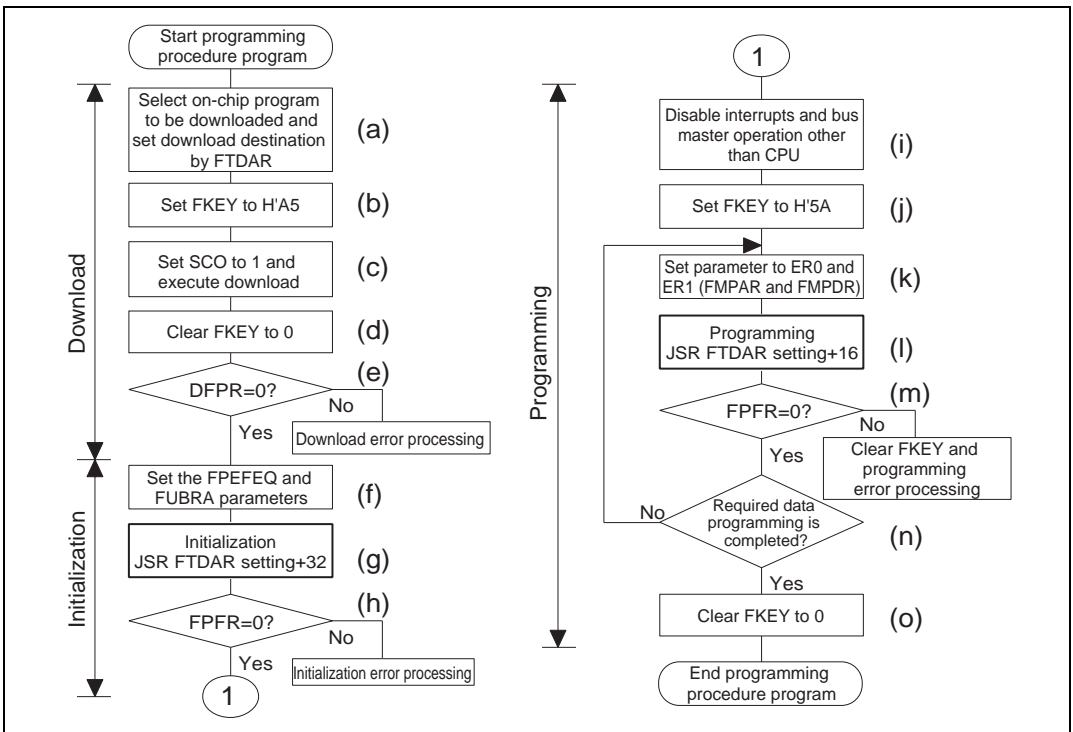 Start programming
procedure program
Select on-chip program
to be downloaded and
set download destination
by FTDAR
(a)
Set FKEY to H'A5
(b)
Set SCO to 1 and
execute download
(c)
Clear FKEY to 0
(d)
DFPR=0?
(e)
No
Yes
Download error processing
Download
Set the FPEFEQ and
FUBRA parameters
(f)
Initialization
JSR FTDAR setting+32
(g)
FPFR=0?
(h)
No
Yes
Initialization error processing
Initialization
1
1
Disable interrupts and bus
master operation other
than CPU
(i)
Set FKEY to H'5A
(j)
Set parameter to ER0 and
ER1 (FMPAR and FMPDR)
(k)
Programming
JSR FTDAR setting+16
(l)
FPFR=0?
(m)
No
Yes
Clear FKEY and
programming
error processing
Required data
programming is
completed?
(n)
No
Yes
Clear FKEY to 0
(o)
Programming
End programming
procedure program